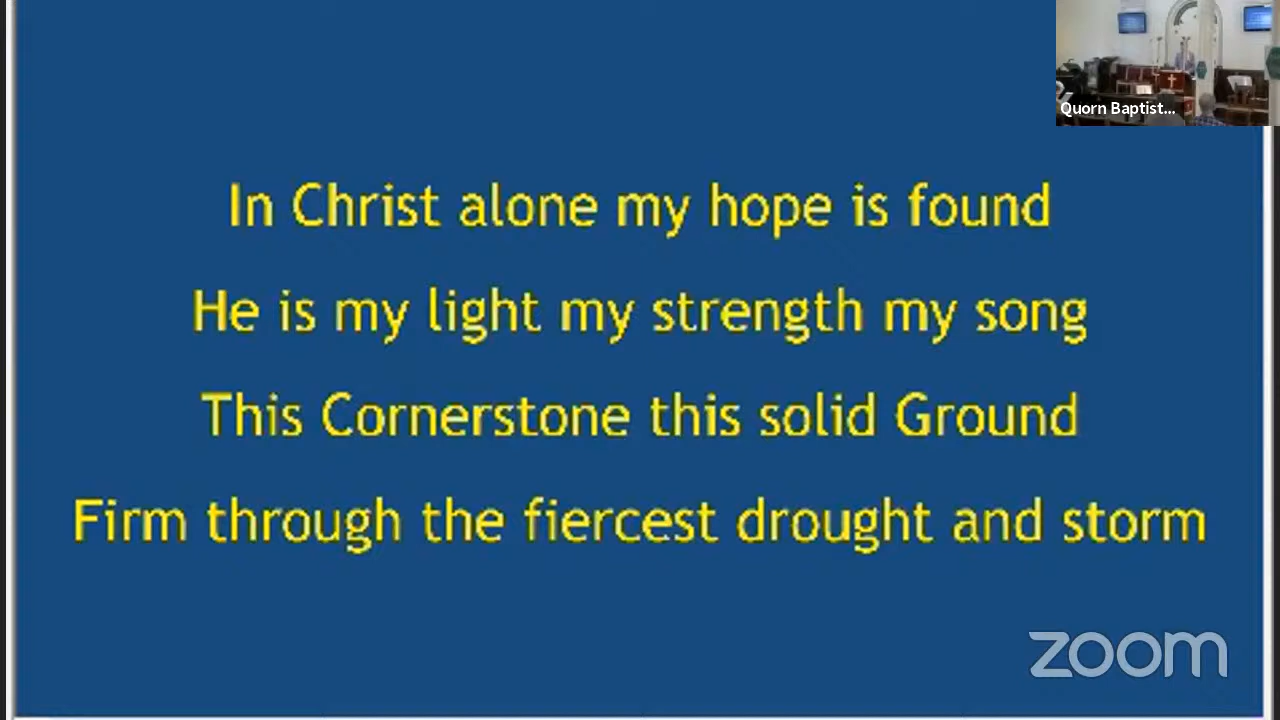 Quorn Baptist...
In Christ alone my hope is found
He is my light my strength my song
This Cornerstone this solid Ground
Firm through the fiercest drought and storm
zoom